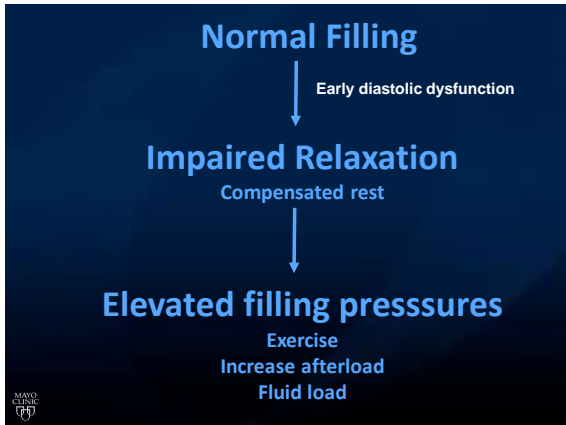 Normal Filling
Early diastolic dysfunction
Impaired Relaxation
Compensated rest
Elevated filling presssures
Exercise
Increase afterload
Fluid load
MAYO
CLINIC